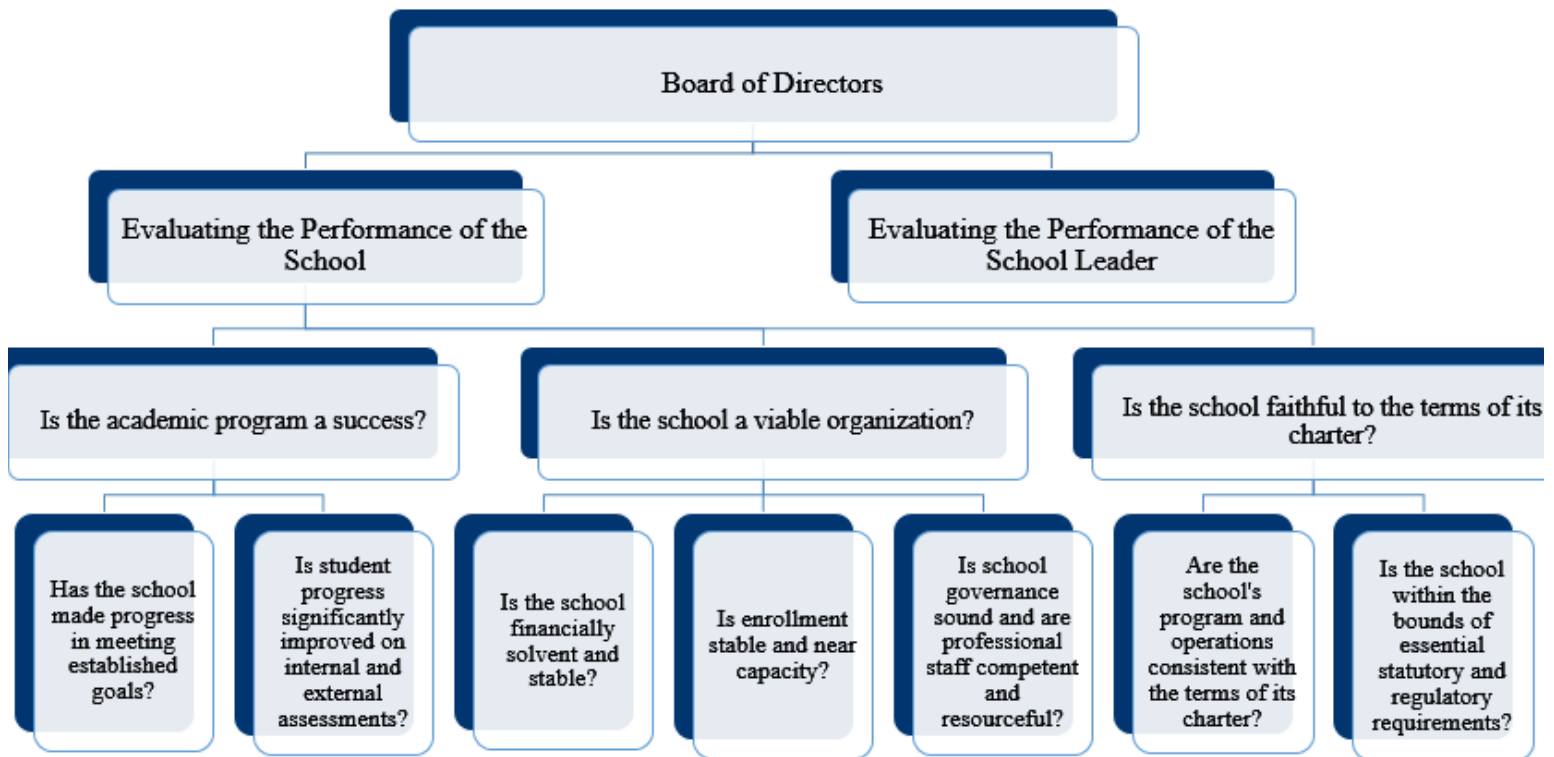 Board of Directors
Evaluating the Performance of the
School
Evaluating the Performance of the
School Leader
Is the academic program a success?
Is the school a viable organization?
Is the school faithful to the terms of its
charter?
Has the school
made progress
in meeting
established
goals?
Is student
progress
significantly
improved on
internal and
external
assessments?
Is the school
financially
solvent and
stable?
Is enrollment
stable and near
capacity?
Is school
governance
sound and are
professional
staff competent
and
resourceful?
Are the
school's
program and
operations
consistent with
the terms of its
charter?
Is the school
within the
bounds of
essential
statutory and
regulatory
requirements?